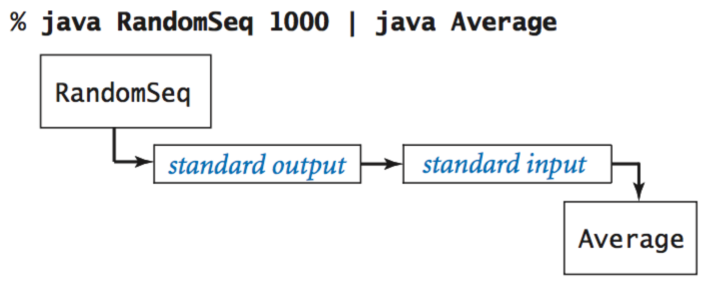 % java RandomSeq 1000 | java Average
RandomSeq
standard output
standard input
Average